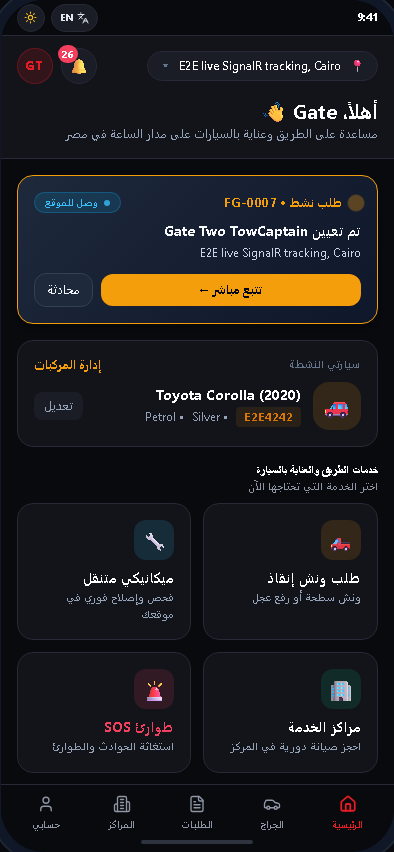 9:41
EN
E2E live SignalR tracking, Cairo
26
GT
أهلاً، Gate
مساعدة على الطريق وعناية بالسيارات على مدار الساعة في مصر
طلب نشط • FG-0007
وصل للموقع
تم تعيين Gate Two TowCaptain
E2E live SignalR tracking, Cairo
تتبع مباشر ←
محادثة
سيارتي النشطة
إدارة المركبات
Toyota Corolla (2020)
E2E4242 • Silver • Petrol
تعديل
خدمات الطريق والعناية بالسيارة
اختر الخدمة التي تحتاجها الآن
طلب ونش إنقاذ
ونش سطحة أو رفع عجل
ميكانيكي متنقل
فحص وإصلاح فوري في
موقعك
مراكز الخدمة
احجز صيانة دورية في المركز
طوارئ SOS
استغاثة الحوادث والطوارئ
الرئيسية
الجراج
الطلبات
المراكز
حسابي